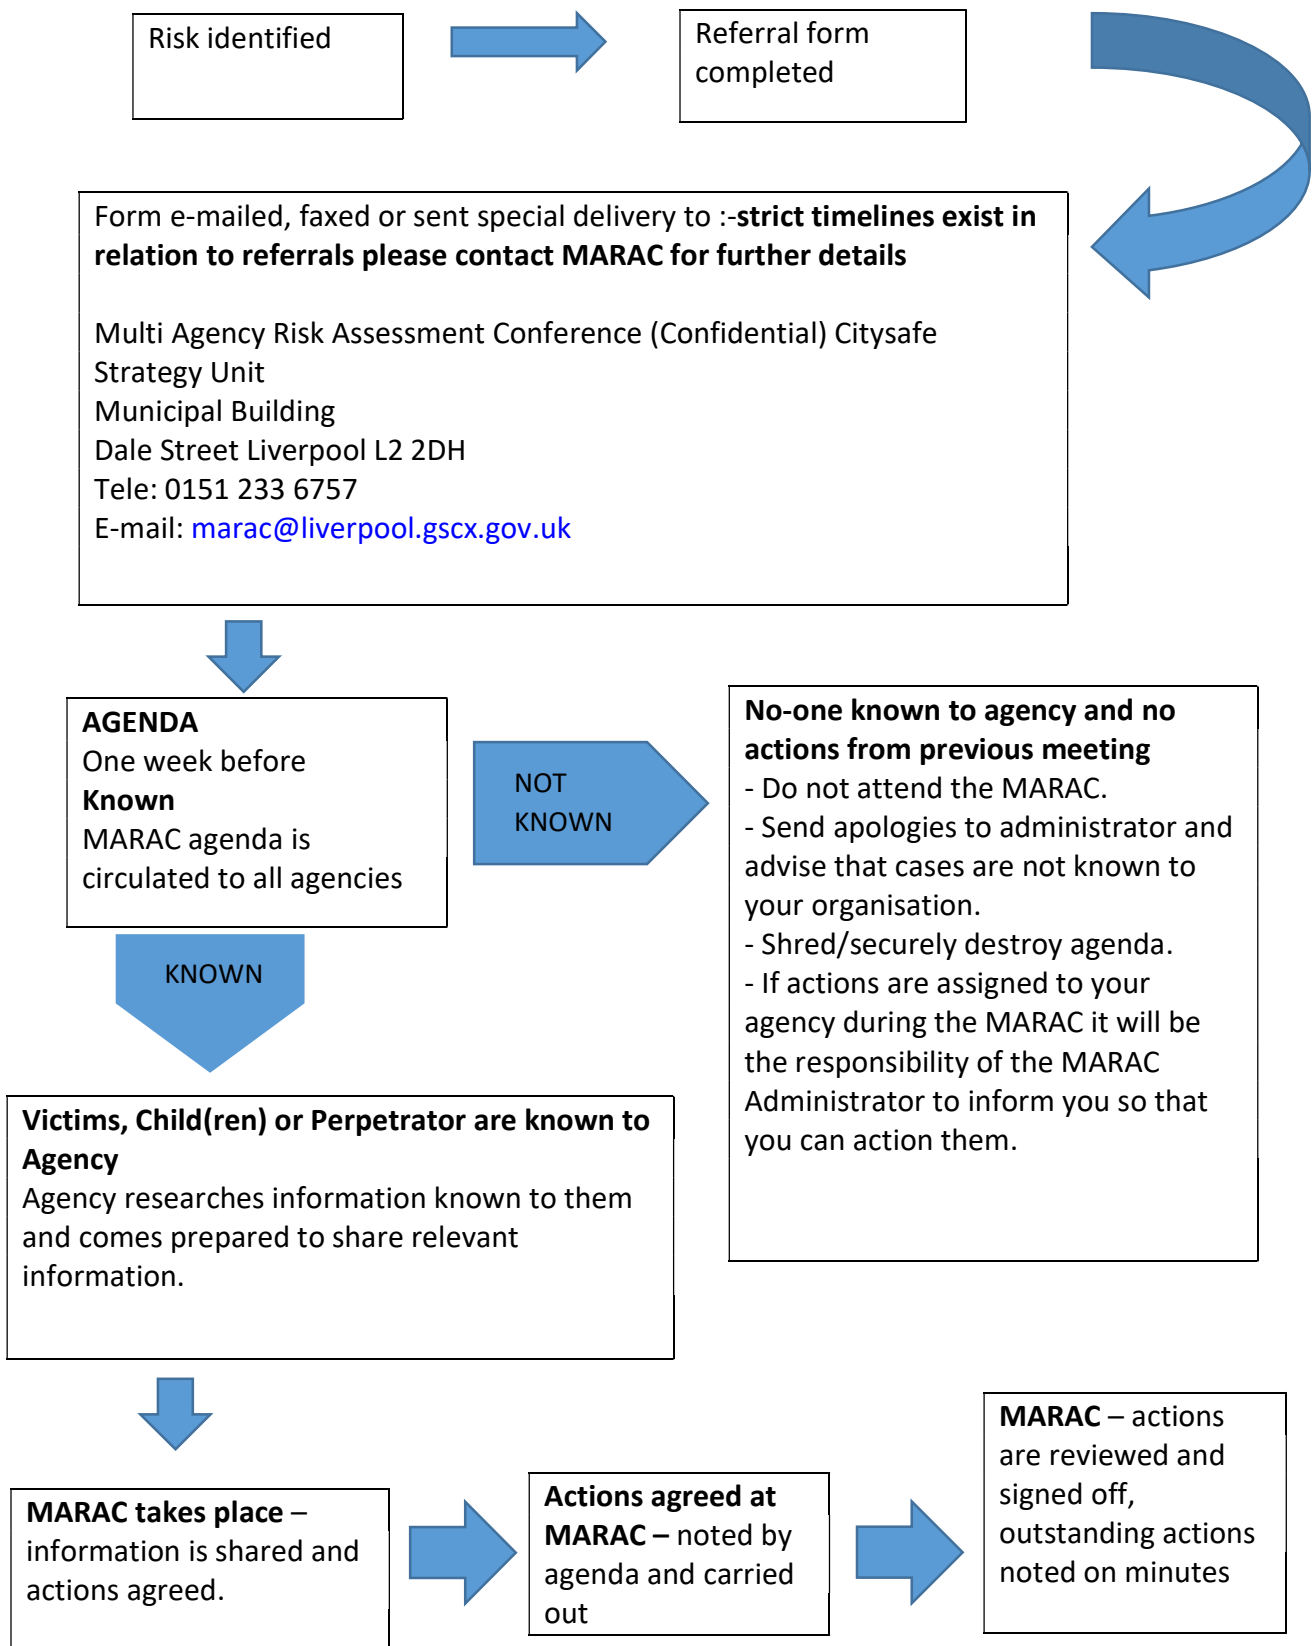 Risk identified
Referral form
completed
Form e-mailed, faxed or sent special delivery to :-strict timelines exist in
relation to referrals please contact MARAC for further details
Multi Agency Risk Assessment Conference (Confidential) Citysafe
Strategy Unit
Municipal Building
Dale Street Liverpool L2 2DH
Tele: 0151 233 6757
E-mail: marac@liverpool.gscx.gov.uk
AGENDA
One week before
Known
MARAC agenda is
circulated to all agencies
NOT
KNOWN
No-one known to agency and no
actions from previous meeting
- Do not attend the MARAC.
- Send apologies to administrator and
advise that cases are not known to
your organisation.
- Shred/securely destroy agenda.
- If actions are assigned to your
agency during the MARAC it will be
the responsibility of the MARAC
Administrator to inform you so that
you can action them.
KNOWN
Victims, Child(ren) or Perpetrator are known to
Agency
Agency researches information known to them
and comes prepared to share relevant
information.
MARAC takes place –
information is shared and
actions agreed.
Actions agreed at
MARAC – noted by
agenda and carried
out
MARAC – actions
are reviewed and
signed off,
outstanding actions
noted on minutes